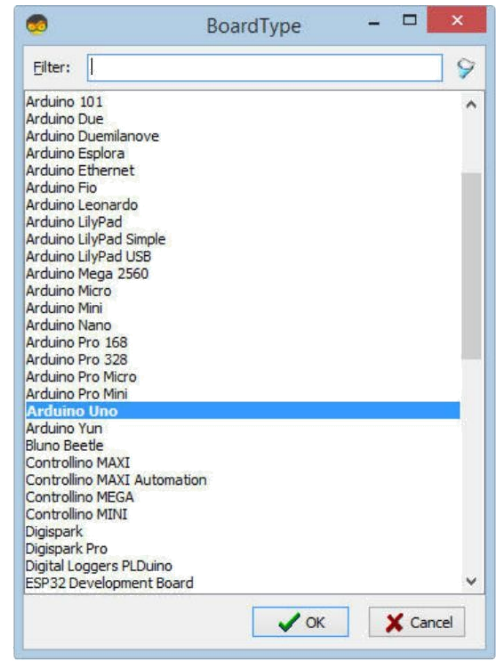 BoardType
Filter:
Arduino 101
Arduino Due
Arduino Duemilanove
Arduino Esplora
Arduino Ethernet
Arduino Fio
Arduino Leonardo
Arduino LilyPad
Arduino LilyPad Simple
Arduino LilyPad USB
Arduino Mega 2560
Arduino Micro
Arduino Mini
Arduino Nano
Arduino Pro 168
Arduino Pro 328
Arduino Pro Micro
Arduino Pro Mini
Arduino Uno
Arduino Yun
Bluno Beetle
Controllino MAXI
Controllino MAXI Automation
Controllino MEGA
Controllino MINI
Digispark
Digispark Pro
Digital Loggers PLDuino
ESP32 Development Board
OK Cancel